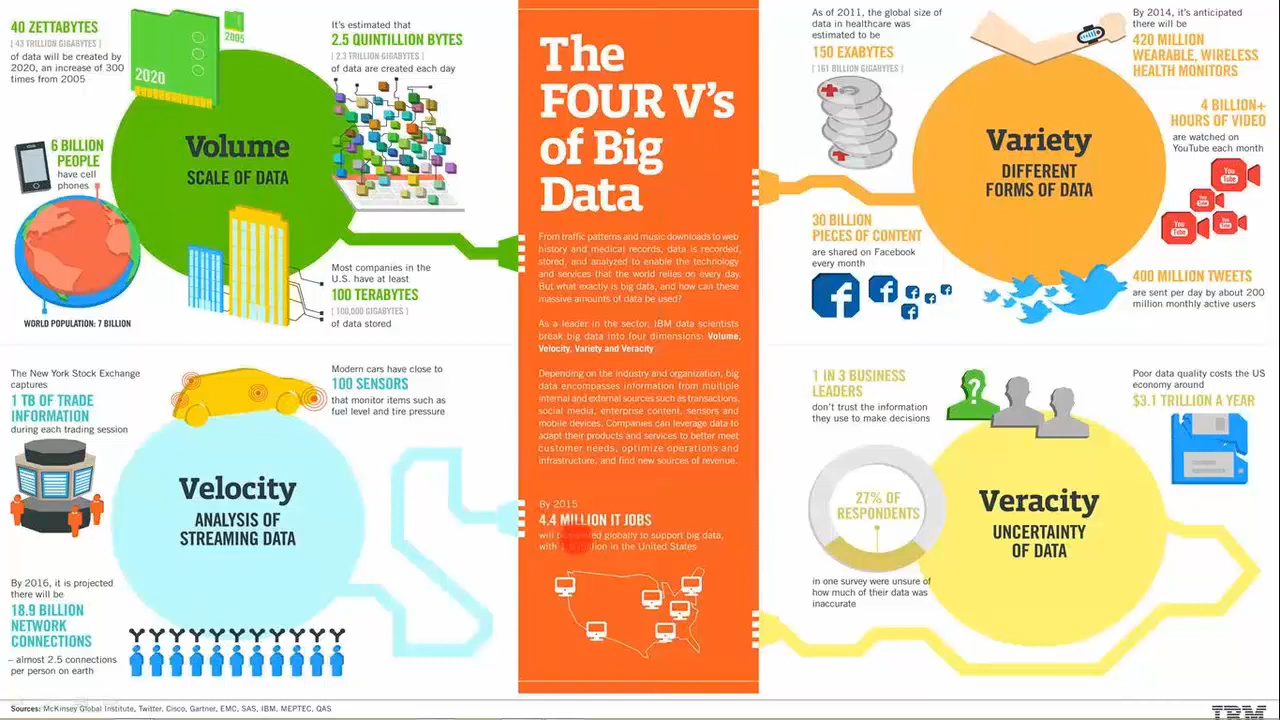 40 ZETTABYTES
[ 43 TRILLION GIGABYTES ]
of data will be created by
2020, an increase of 300
times from 2005
2020
2005
It's estimated that
2.5 QUINTILLION BYTES
[ 2.3 TRILLION GIGABYTES ]
of data are created each day
6 BILLION
PEOPLE
have cell
phones
WORLD POPULATION: 7 BILLION
Volume
SCALE OF DATA
Most companies in the
U.S. have at least
100 TERABYTES
[ 100,000 GIGABYTES ]
of data stored
The New York Stock Exchange
captures
1 TB OF TRADE
INFORMATION
during each trading session
Modern cars have close to
100 SENSORS
that monitor items such as
fuel level and tire pressure
Velocity
ANALYSIS OF
STREAMING DATA
By 2016, it is projected
there will be
18.9 BILLION
NETWORK
CONNECTIONS
– almost 2.5 connections
per person on earth
The
FOUR V's
of Big
Data
From traffic patterns and music downloads to web
history and medical records, data is recorded,
stored, and analyzed to enable the technology
and services that the world relies on every day.
But what exactly is big data, and how can these
massive amounts of data be used?
As a leader in the sector, IBM data scientists
break big data into four dimensions: Volume,
Velocity, Variety and Veracity
Depending on the industry and organization, big
data encompasses information from multiple
internal and external sources such as transactions,
social media, enterprise content, sensors and
mobile devices. Companies can leverage data to
adapt their products and services to better meet
customer needs, optimize operations and
infrastructure, and find new sources of revenue.
By 2015
4.4 MILLION IT JOBS
will globally to support big data,
with in the United States
As of 2011, the global size of
data in healthcare was
estimated to be
150 EXABYTES
[ 161 BILLION GIGABYTES ]
By 2014, it's anticipated
there will be
420 MILLION
WEARABLE, WIRELESS
HEALTH MONITORS
4 BILLION+
HOURS OF VIDEO
are watched on
YouTube each month
You
Tube
You
Tube
You
Tube
You
Tube
Variety
DIFFERENT
FORMS OF DATA
30 BILLION
PIECES OF CONTENT
are shared on Facebook
every month
400 MILLION TWEETS
are sent per day by about 200
million monthly active users
1 IN 3 BUSINESS
LEADERS
don't trust the information
they use to make decisions
?
Poor data quality costs the US
economy around
$3.1 TRILLION A YEAR
27% OF
RESPONDENTS
in one survey were unsure of
how much of their data was
inaccurate
Veracity
UNCERTAINTY
OF DATA
Sources: McKinsey Global Institute, Twitter, Cisco, Gartner, EMC, SAS, IBM, MEPTEC, QAS
IBM